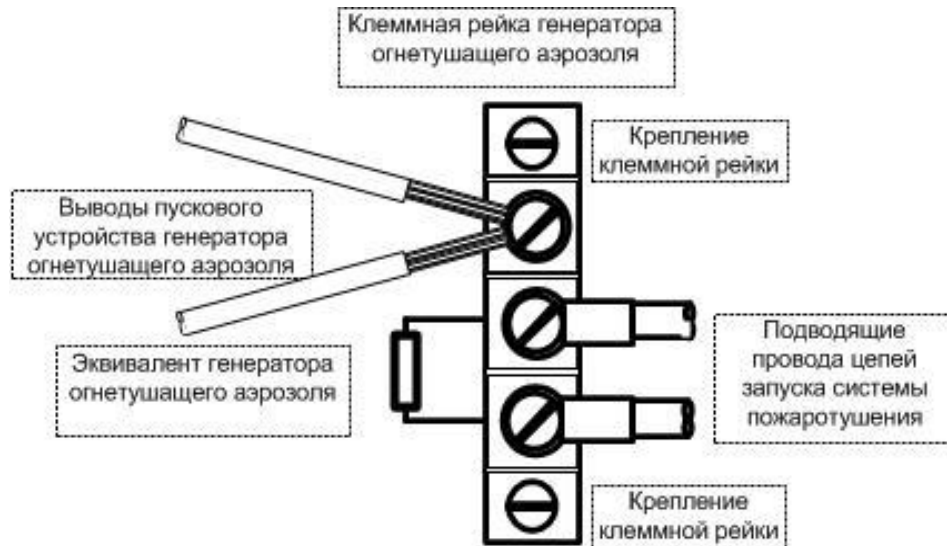 Клеммная рейка генератора
огнетушащего аэрозоля
Крепление
клеммной рейки
Выводы пускового
устройства генератора
огнетушащего аэрозоля
Эквивалент генератора
огнетушащего аэрозоля
Подводящие
провода цепей
запуска системы
пожаротушения
Крепление
клеммной рейки